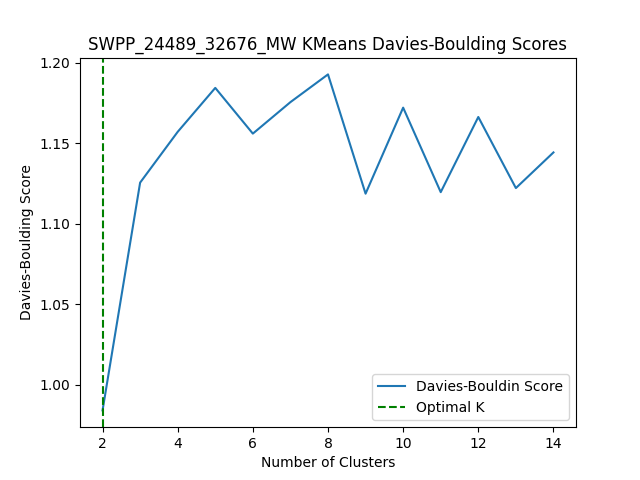 SWPP_24489_32676_MW KMeans Davies-Boulding Scores
1.20
1.15
1.10
1.05
1.00
Davies-Boulding Score
Davies-Bouldin Score
Optimal K
2 4 6 8 10 12 14
Number of Clusters